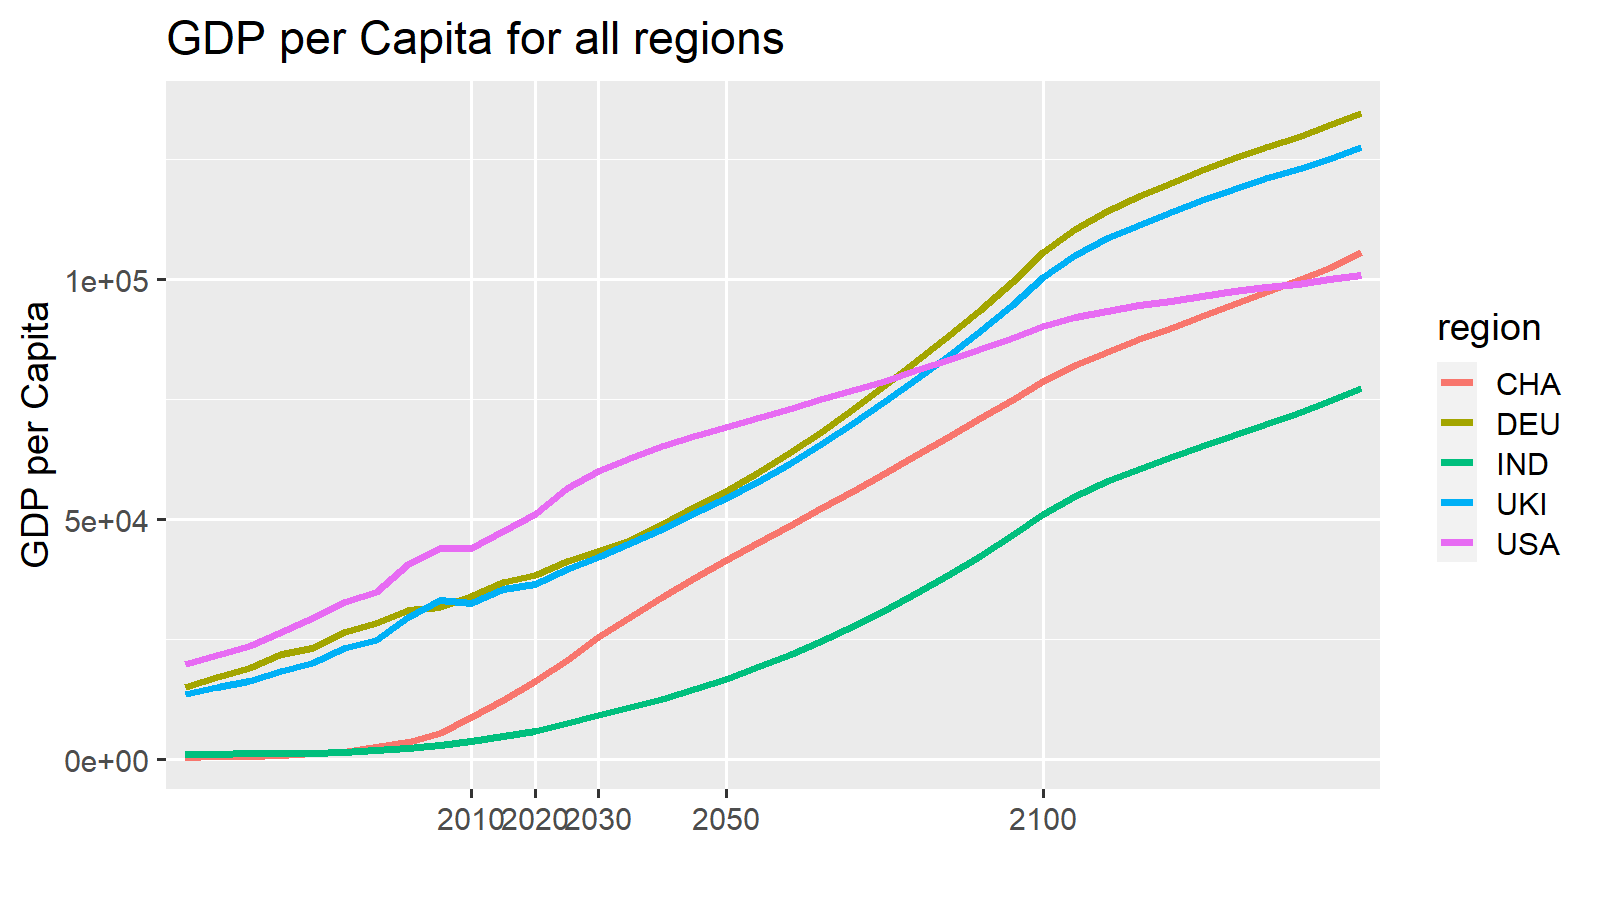 GDP per Capita for all regions
GDP per Capita
1e+05
5e+04
0e+00
2010 2020 2030 2050 2100
region
CHA
DEU
IND
UKI
USA